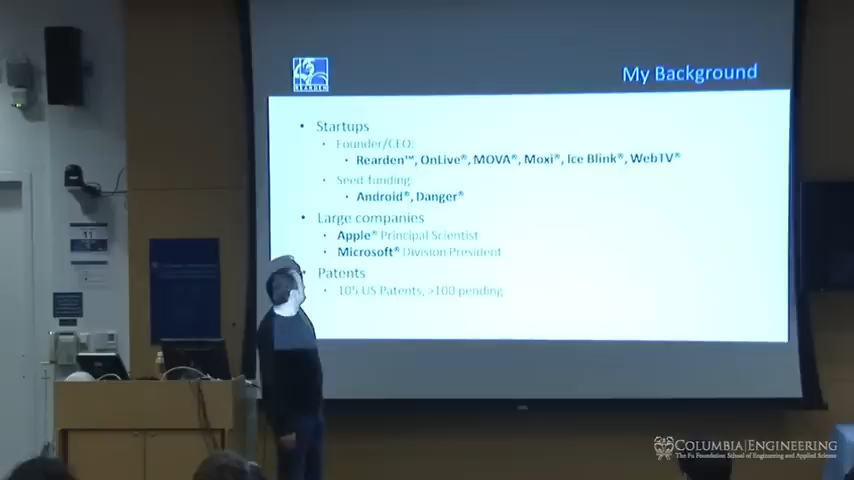 REARDEN
My Background
• Startups
• Founder/CEO:
• Rearden™, OnLive®, MOVA®, Moxi®, Ice Blink®, WebTV®
• Seed-funding:
• Android®, Danger®
• Large companies
• Apple® Principal Scientist
• Microsoft® Division President
• Patents
• 105 US Patents, >100 pending
11
COLUMBIA|ENGINEERING
The Fu Foundation School of Engineering and Applied Science